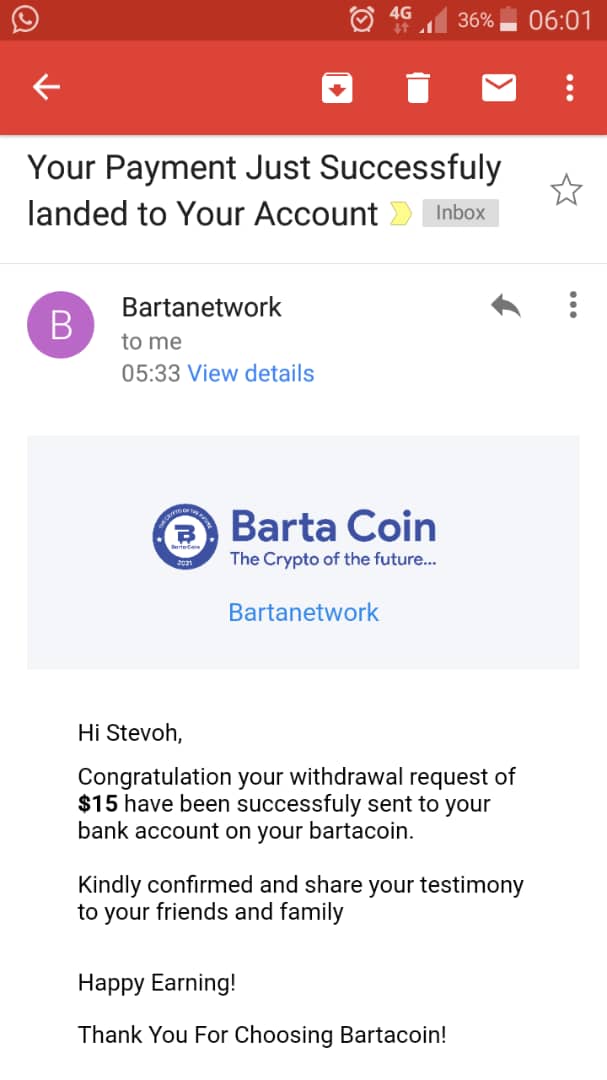 4G 36% 06:01
Your Payment Just Successfuly
landed to Your Account Inbox
B Bartanetwork
to me
05:33 View details
THE CRYPTO OF THE FUTURE
B
Barta Coin
2021
Barta Coin
The Crypto of the future...
Bartanetwork
Hi Stevoh,
Congratulation your withdrawal request of
$15 have been successfuly sent to your
bank account on your bartacoin.
Kindly confirmed and share your testimony
to your friends and family
Happy Earning!
Thank You For Choosing Bartacoin!